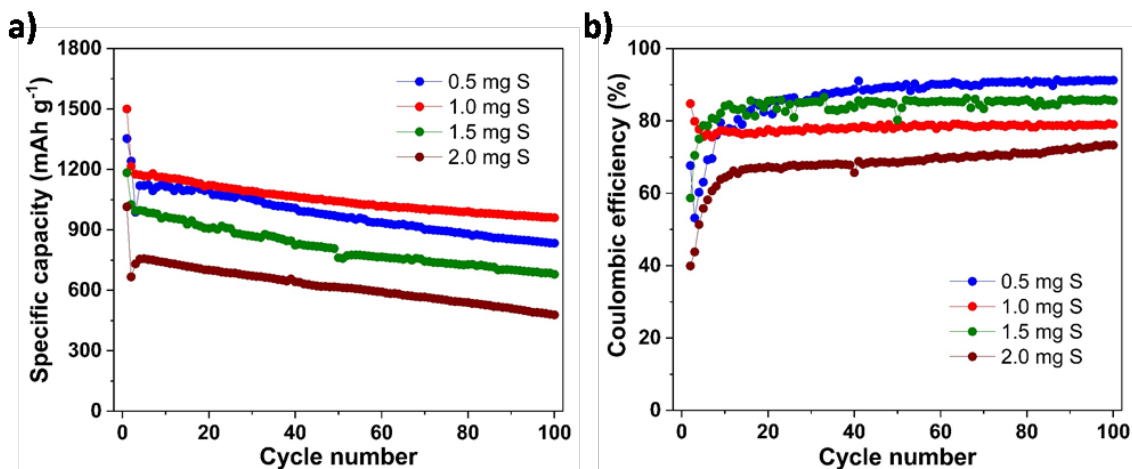 a)
1800
1500
1200
900
600
300
0
Specific capacity (mAh g⁻¹)
0.5 mg S
1.0 mg S
1.5 mg S
2.0 mg S
0 20 40 60 80 100
Cycle number
b)
100
80
60
40
20
0
Coulombic efficiency (%)
0.5 mg S
1.0 mg S
1.5 mg S
2.0 mg S
0 20 40 60 80 100
Cycle number